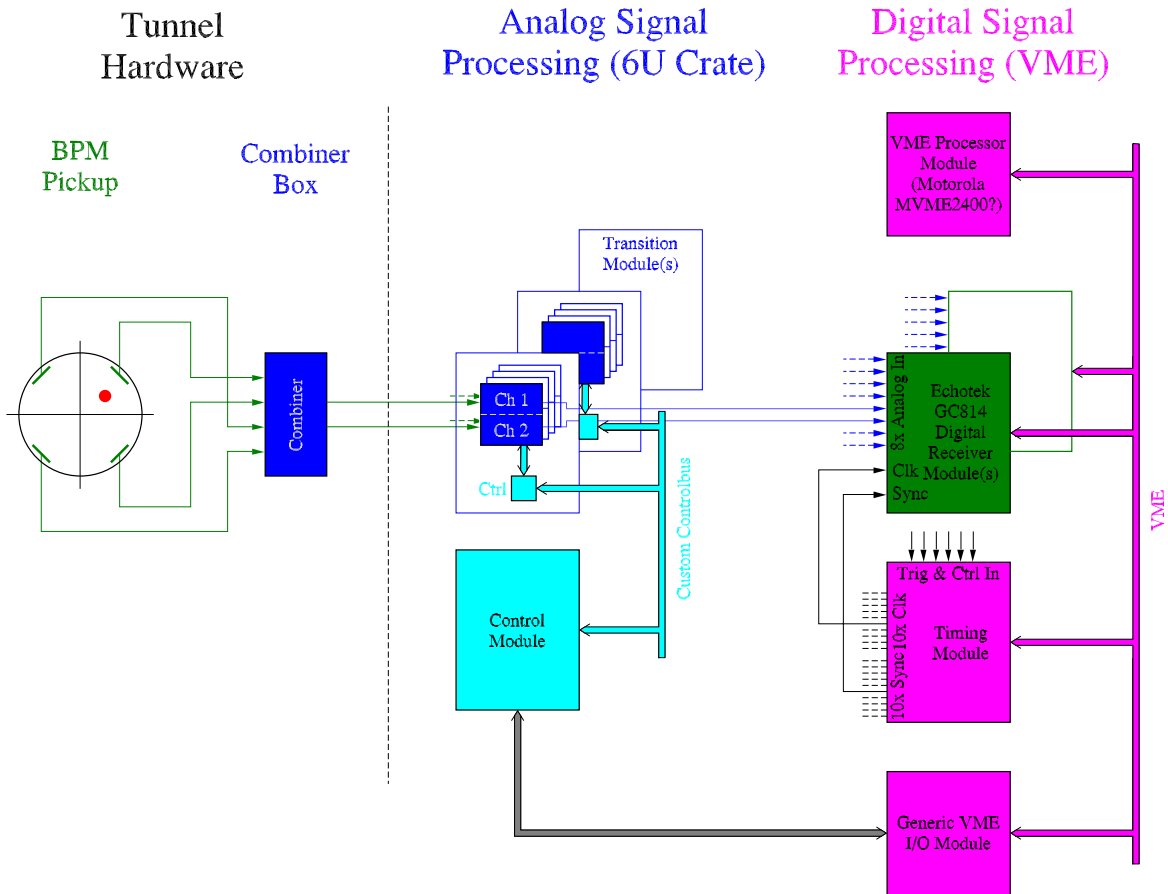 Tunnel
Hardware
Analog Signal
Processing (6U Crate)
Digital Signal
Processing (VME)
BPM
Pickup
Combiner
Box
VME Processor
Module
(Motorola
MVME2400?)
Transition
Module(s)
Combiner
Ch 1
Ch 2
Ctrl
Custom Controlbus
8x Analog In
Echotek
GC814
Digital
Receiver
Module(s)
Clk
Sync
VME
Control
Module
Trig & Ctrl In
10x Clk
10x Sync
Timing
Module
Generic VME
I/O Module